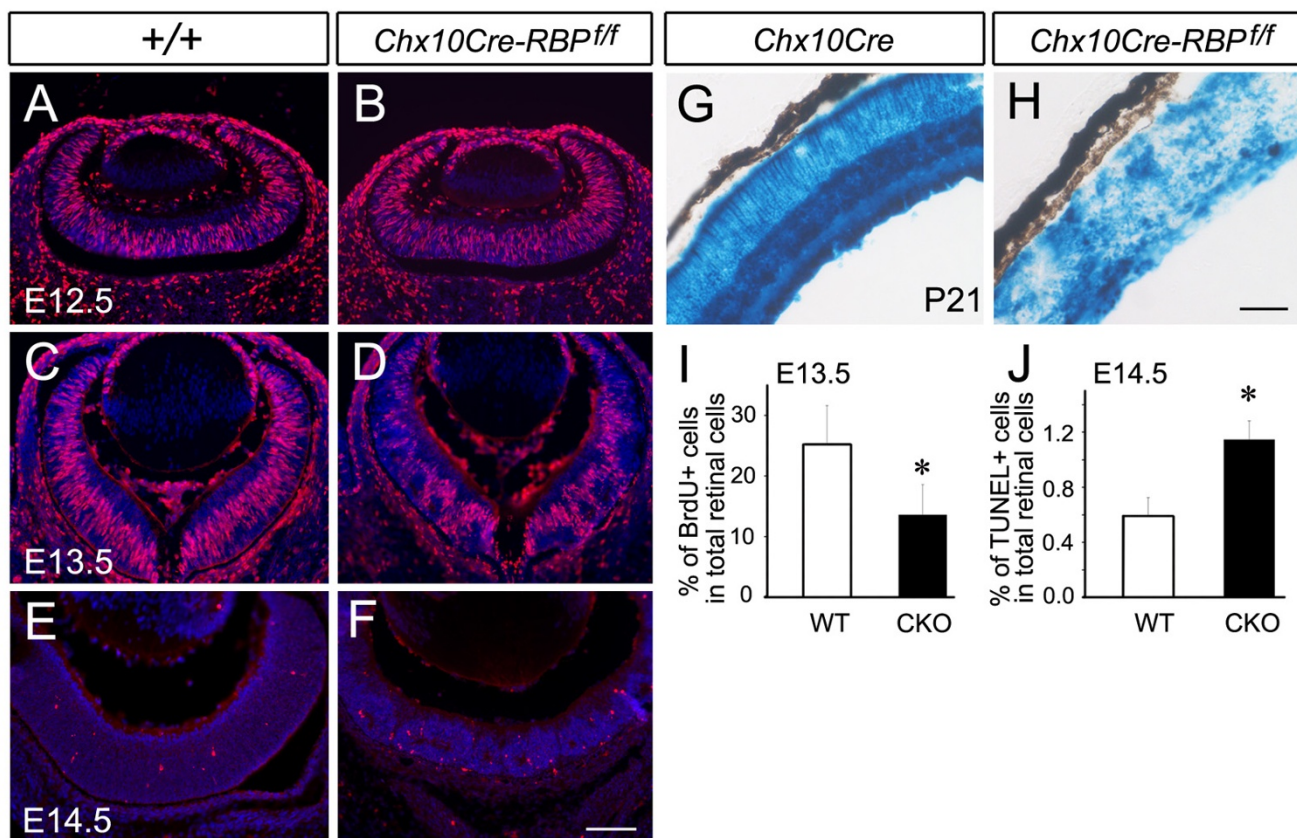 +/+
Chx10Cre-RBP f/f
Chx10Cre
Chx10Cre-RBP f/f
A
B
E12.5
C
D
E13.5
E
F
E14.5
G
P21
H
I
E13.5
% of BrdU+ cells
in total retinal cells
30
20
10
0
*
WT
CKO
J
E14.5
% of TUNEL+ cells
in total retinal cells
1.2
0.8
0.4
0.0
*
WT
CKO